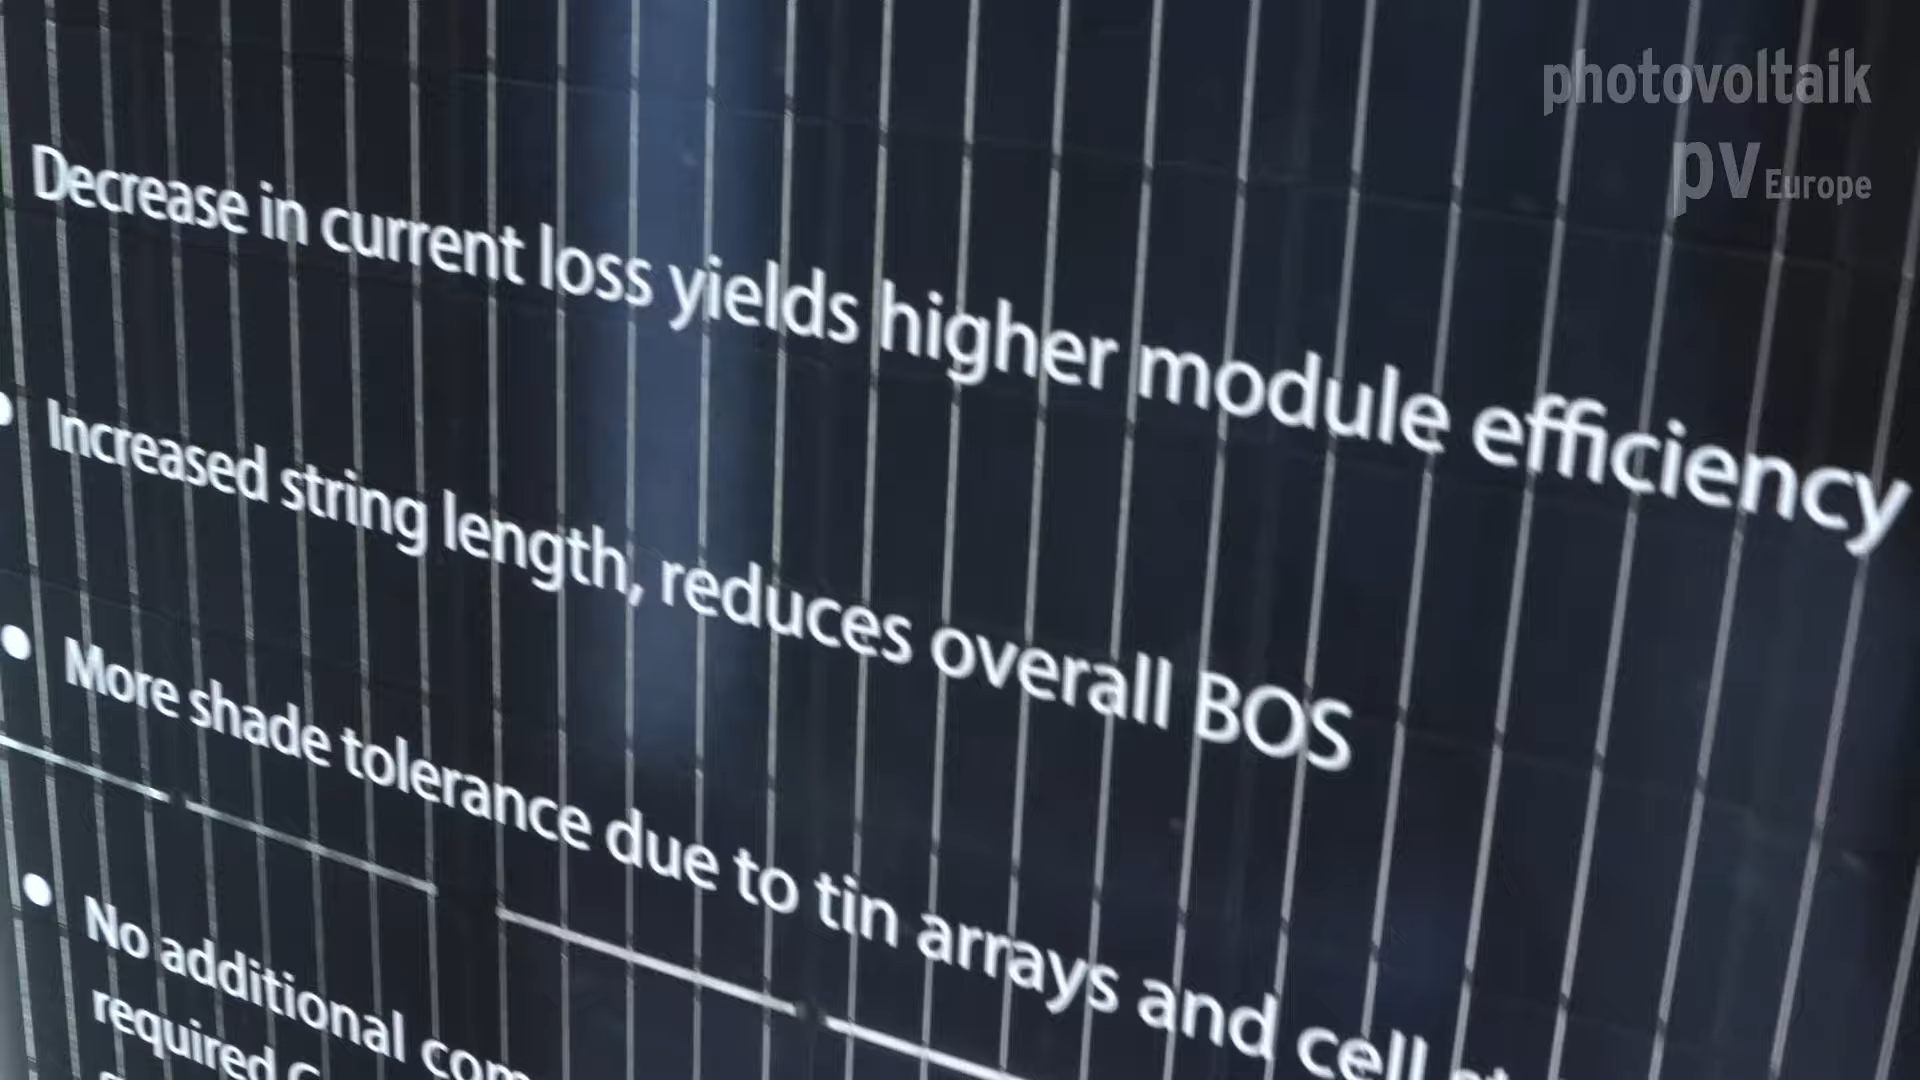 photovoltaik
pv Europe
Decrease in current loss yields higher module efficiency
• Increased string length, reduces overall BOS
• More shade tolerance due to tin arrays and cell
• No additional
required